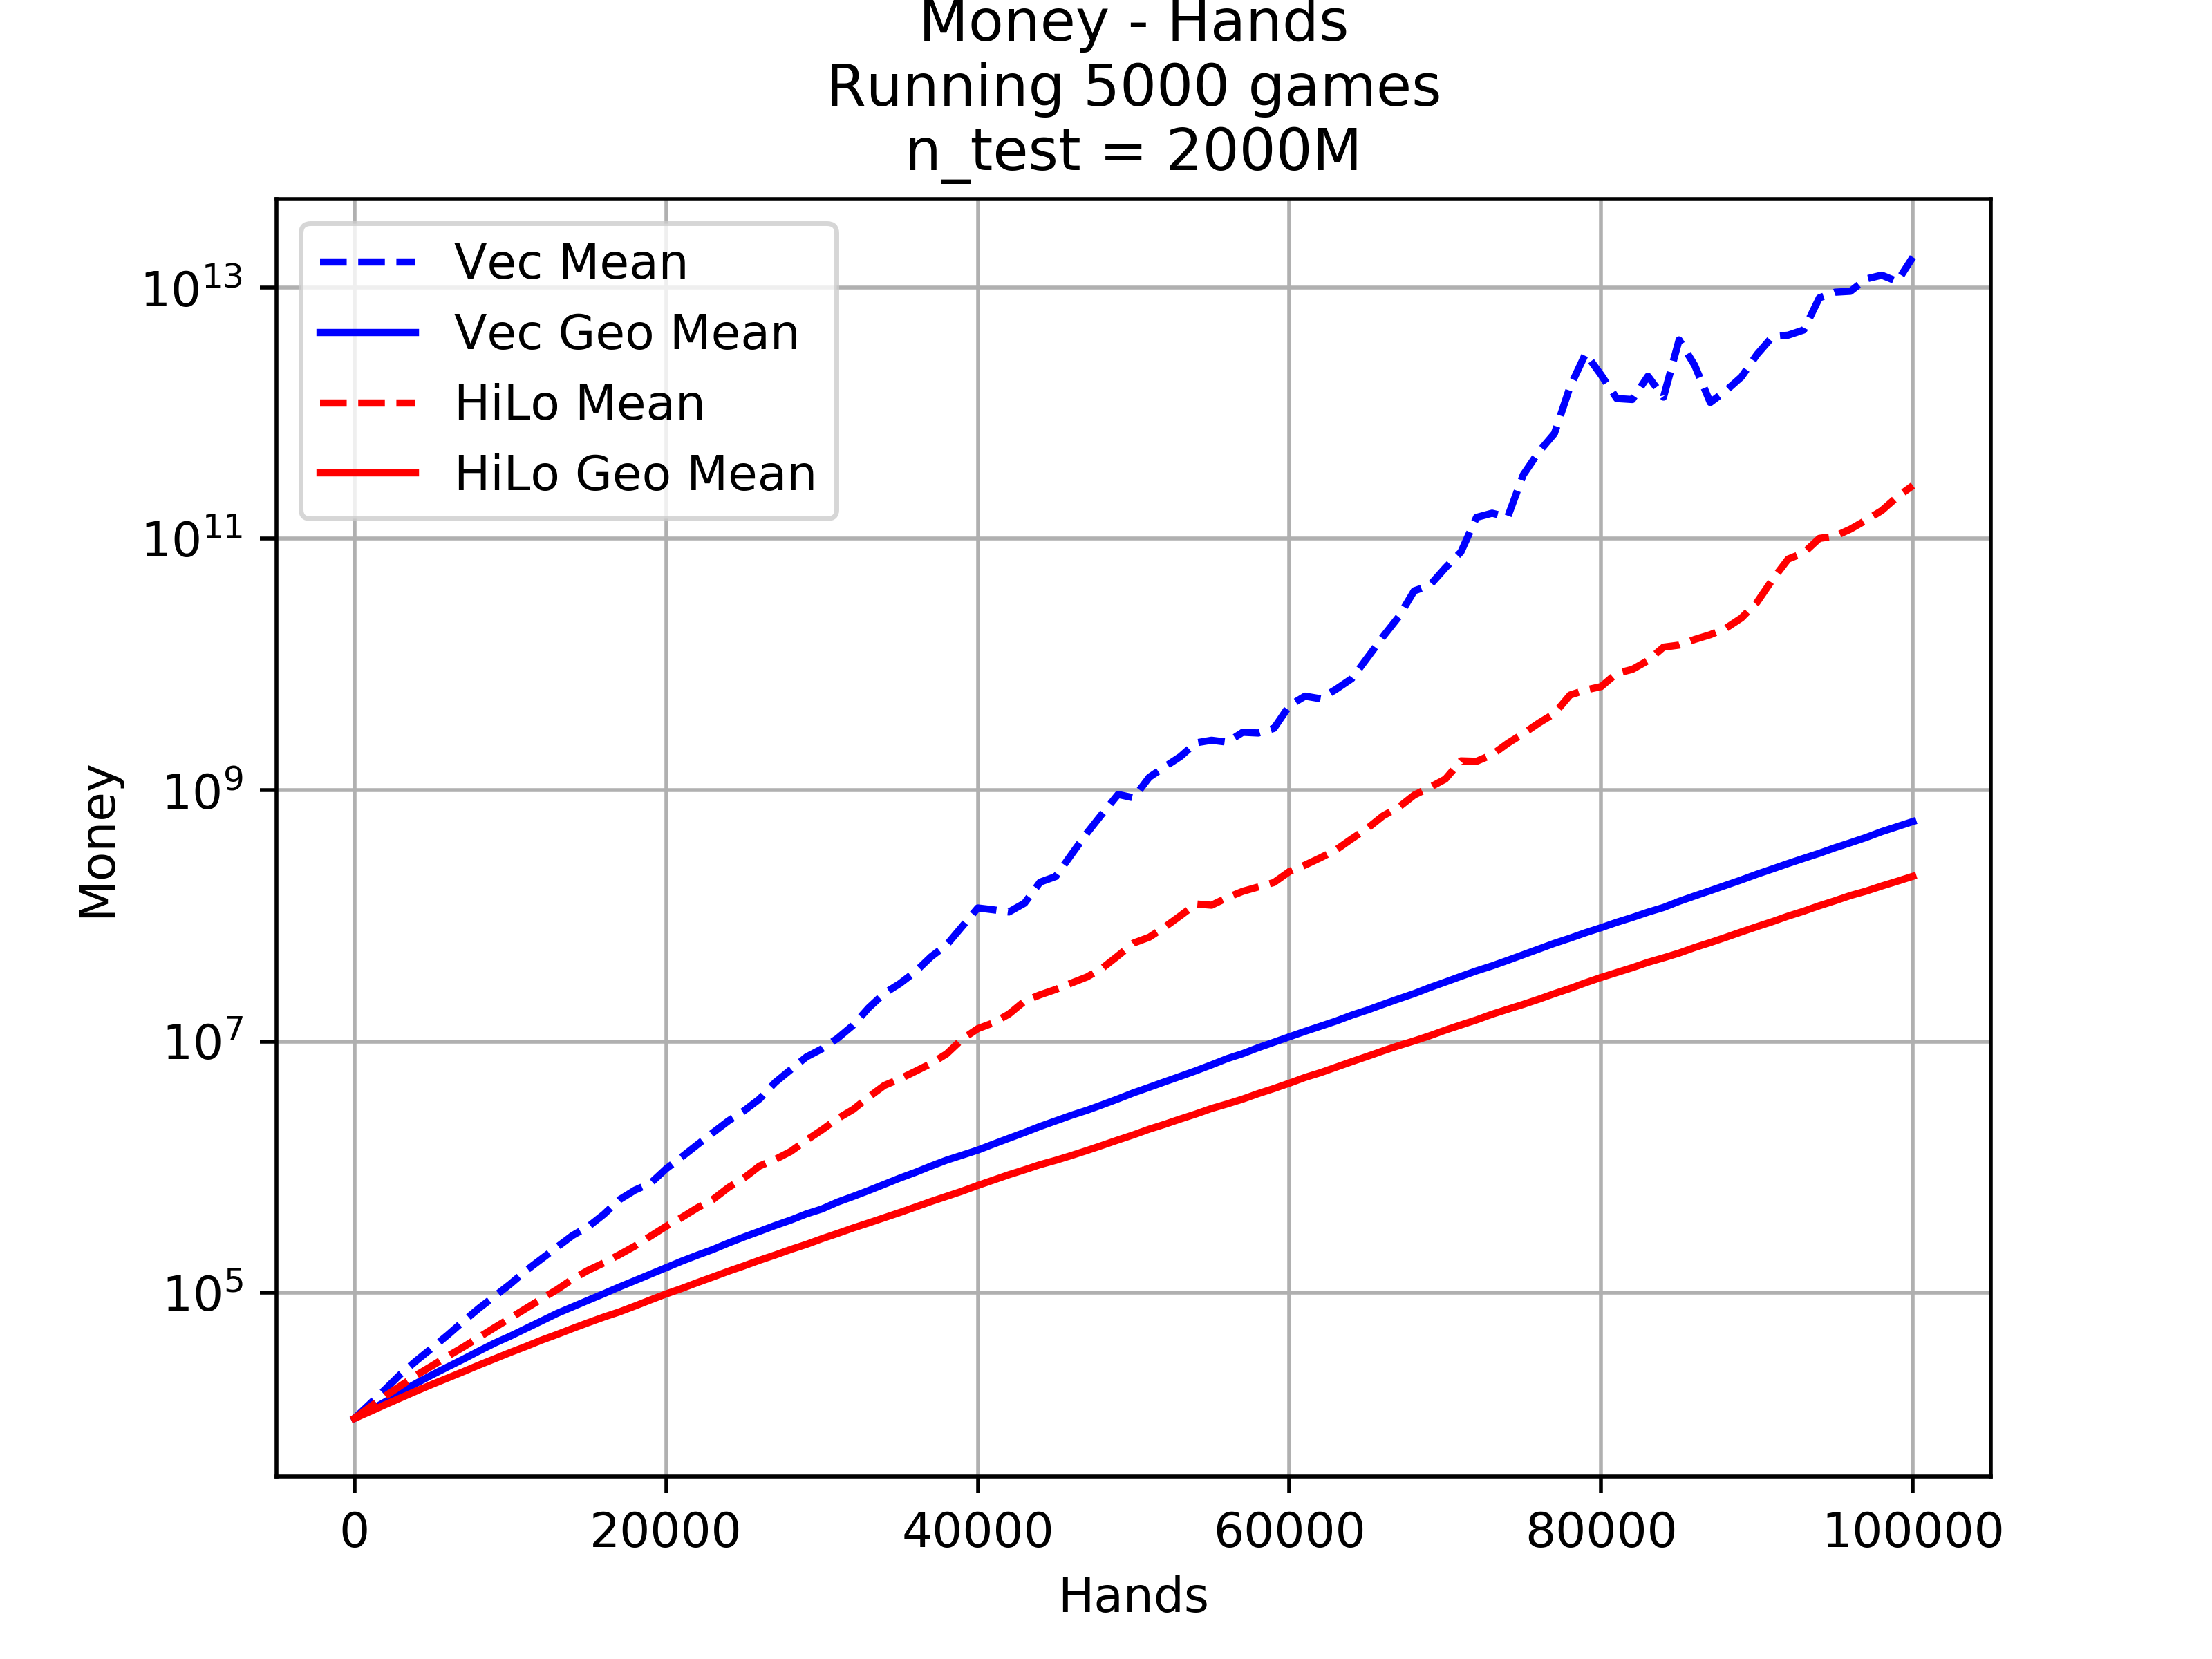 Money - Hands
Running 5000 games
n_test = 2000M
Vec Mean
Vec Geo Mean
HiLo Mean
HiLo Geo Mean
10^13
10^11
10^9
10^7
10^5
Money
0 20000 40000 60000 80000 100000
Hands